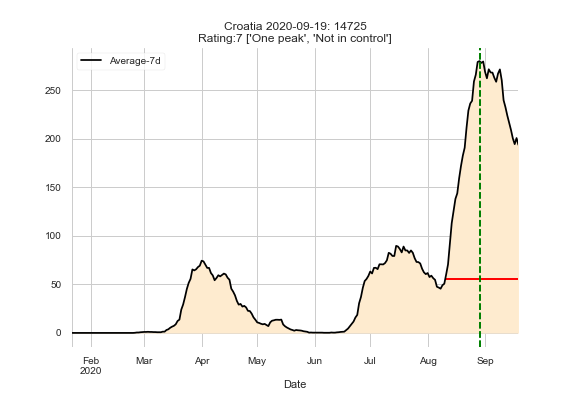 Croatia 2020-09-19: 14725
Rating:7 ['One peak', 'Not in control']
Average-7d
250
200
150
100
50
0
Feb Mar Apr May Jun Jul Aug Sep
2020
Date